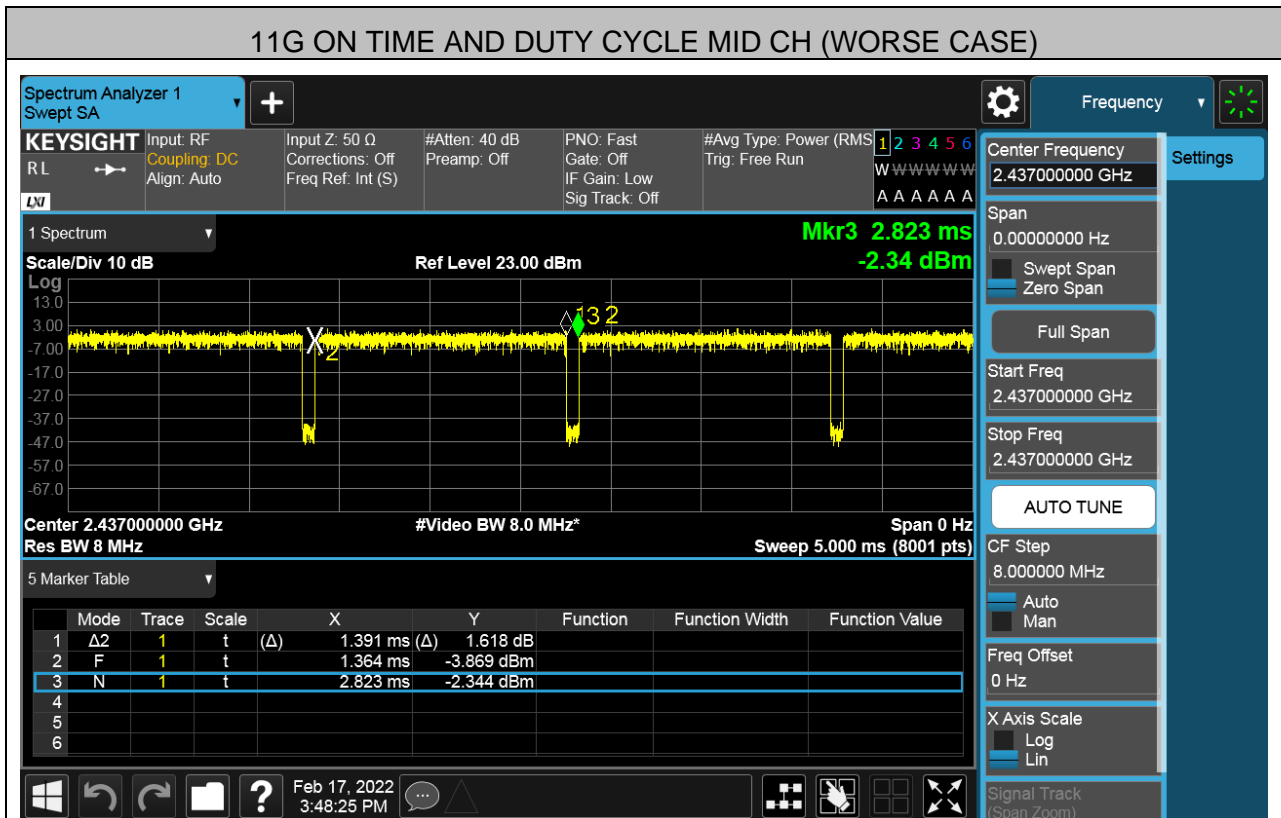 11G ON TIME AND DUTY CYCLE MID CH (WORSE CASE)
Spectrum Analyzer 1
Swept SA
Frequency
KEYSIGHT
RL
LXI
Input: RF
Coupling: DC
Align: Auto
Input Z: 50 Ω
Corrections: Off
Freq Ref: Int (S)
#Atten: 40 dB
Preamp: Off
PNO: Fast
Gate: Off
IF Gain: Low
Sig Track: Off
#Avg Type: Power (RMS
Trig: Free Run
1 2 3 4 5 6
W W W W W W
A A A A A A
1 Spectrum
Mkr3 2.823 ms
Scale/Div 10 dB
Ref Level 23.00 dBm
-2.34 dBm
Log
13.0
3.00
-7.00
-17.0
-27.0
-37.0
-47.0
-57.0
-67.0
1 3 2
2
Center 2.437000000 GHz
#Video BW 8.0 MHz*
Span 0 Hz
Res BW 8 MHz
Sweep 5.000 ms (8001 pts)
5 Marker Table
Mode Trace Scale X Y Function Function Width Function Value
1 Δ2 1 t (Δ) 1.391 ms (Δ) 1.618 dB
2 F 1 t 1.364 ms -3.869 dBm
3 N 1 t 2.823 ms -2.344 dBm
4
5
6
Feb 17, 2022
3:48:25 PM
Center Frequency
2.437000000 GHz
Settings
Span
0.00000000 Hz
Swept Span
Zero Span
Full Span
Start Freq
2.437000000 GHz
Stop Freq
2.437000000 GHz
AUTO TUNE
CF Step
8.000000 MHz
Auto
Man
Freq Offset
0 Hz
X Axis Scale
Log
Lin
Signal Track
(Span Zoom)